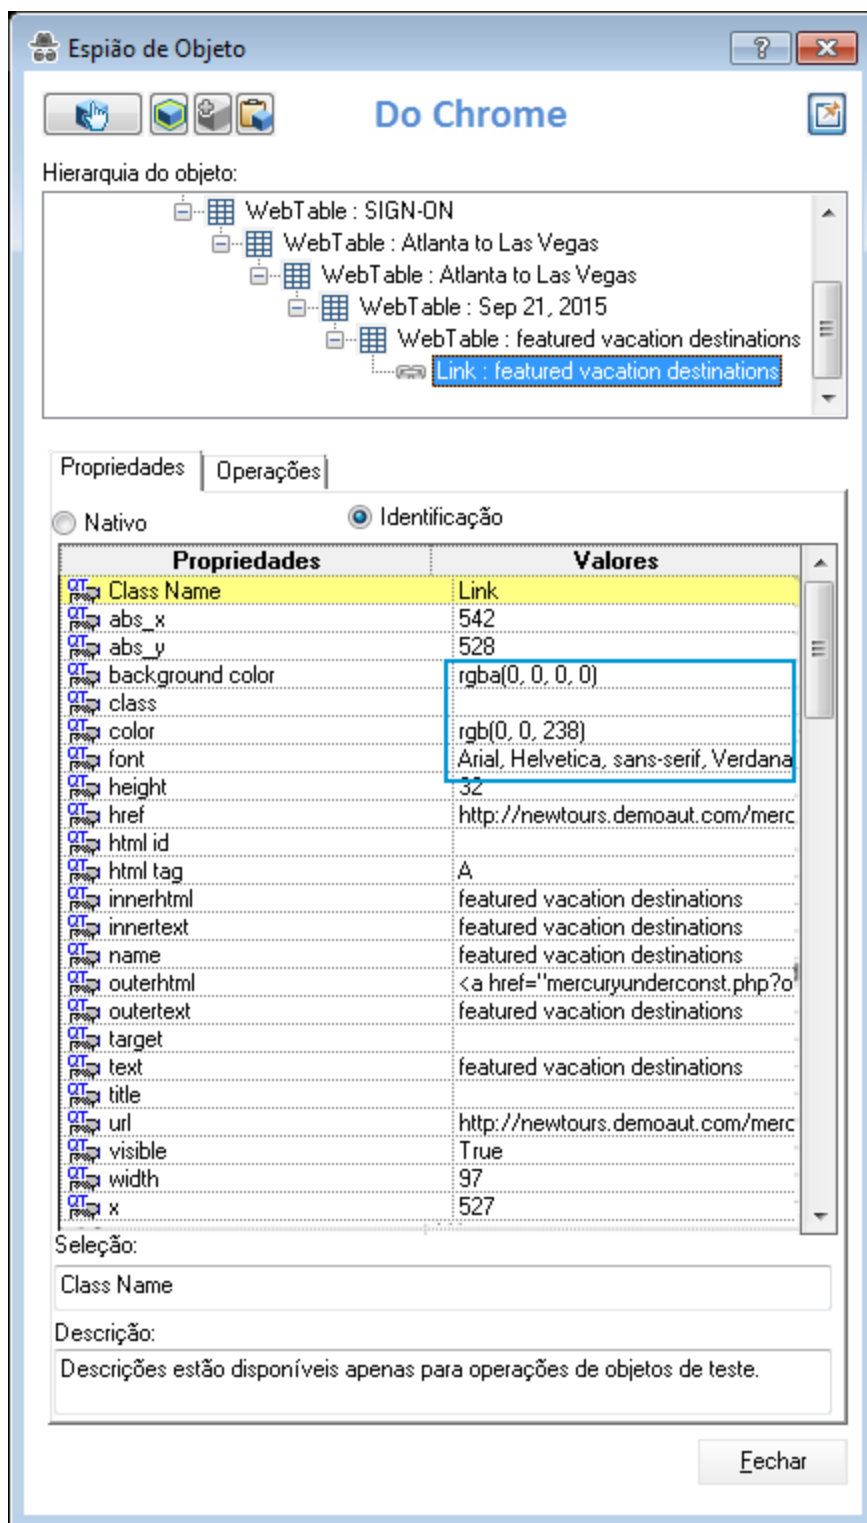 Espião de Objeto
Do Chrome
Hierarquia do objeto:
WebTable : SIGN-ON
WebTable : Atlanta to Las Vegas
WebTable : Atlanta to Las Vegas
WebTable : Sep 21, 2015
WebTable : featured vacation destinations
Link : featured vacation destinations
Propriedades Operações
Nativo Identificação
Propriedades Valores
Class Name Link
abs_x 542
abs_y 528
background color rgba(0, 0, 0, 0)
class
color rgb(0, 0, 238)
font Arial, Helvetica, sans-serif, Verdana
height 32
href http://newtours.demoaut.com/merc
html id
html tag A
innerhtml featured vacation destinations
innertext featured vacation destinations
name featured vacation destinations
outerhtml <a href="mercuryunderconst.php?o
outertext featured vacation destinations
target
text featured vacation destinations
title
url http://newtours.demoaut.com/merc
visible True
width 97
x 527
Seleção:
Class Name
Descrição:
Descrições estão disponíveis apenas para operações de objetos de teste.
Fechar